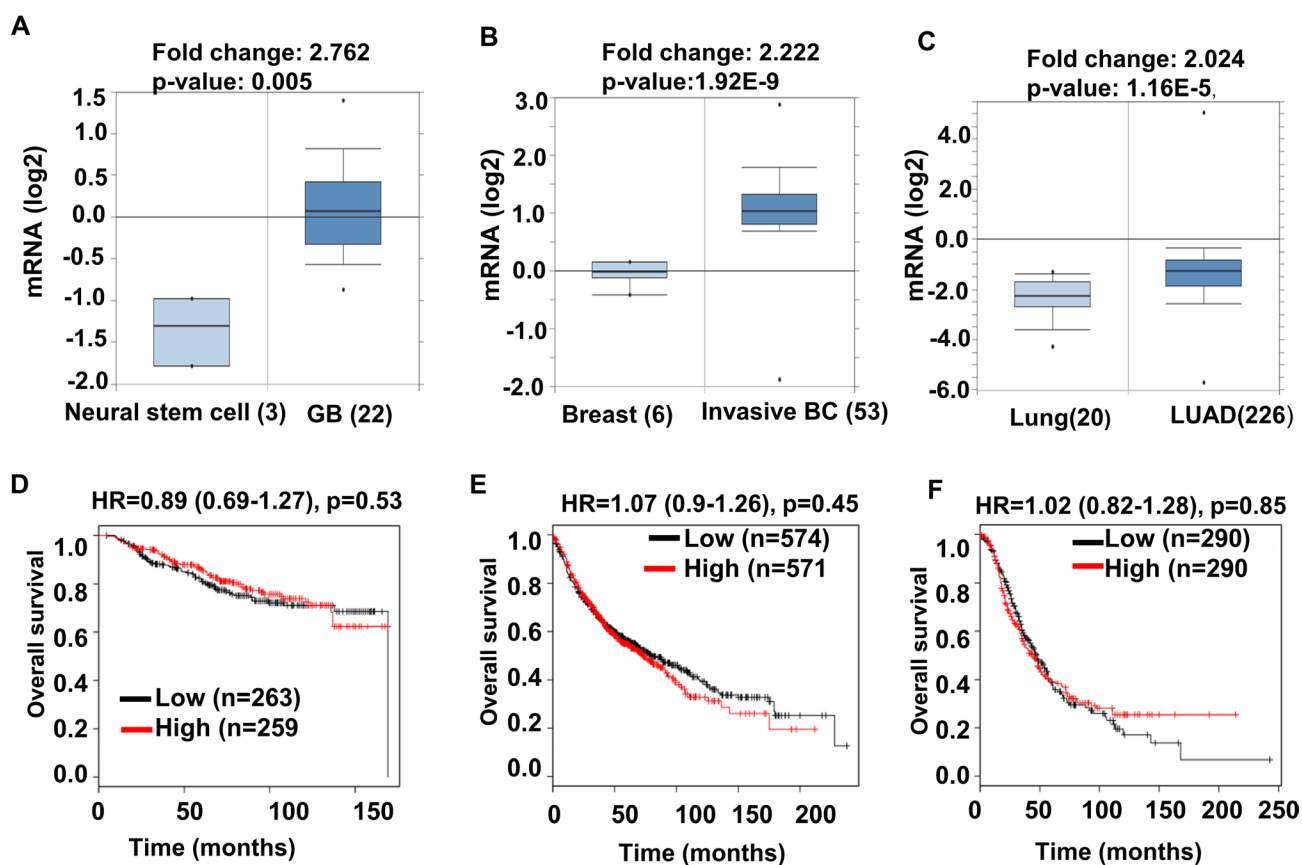 A
Fold change: 2.762
p-value: 0.005
mRNA (log2)
1.5
1.0
0.5
0.0
-0.5
-1.0
-1.5
-2.0
Neural stem cell (3)
GB (22)
B
Fold change: 2.222
p-value:1.92E-9
mRNA (log2)
3.0
2.0
1.0
0.0
-1.0
-2.0
Breast (6)
Invasive BC (53)
C
Fold change: 2.024
p-value: 1.16E-5,
mRNA (log2)
4.0
2.0
0
-2.0
-4.0
-6.0
Lung(20)
LUAD(226)
D
HR=0.89 (0.69-1.27), p=0.53
Overall survival
1.0
0.8
0.6
0.4
0.2
0.0
Low (n=263)
High (n=259
0
50
100
150
Time (months)
E
HR=1.07 (0.9-1.26), p=0.45
Low (n=574)
High (n=571
Overall survival
1.0
0.8
0.6
0.4
0.2
0.0
0
50
100
150
200
Time (months)
F
HR=1.02 (0.82-1.28), p=0.85
Low (n=290)
High (n=290
Overall survival
1.0
0.8
0.6
0.4
0.2
0.0
0
50
100
150
200
250
Time (months)